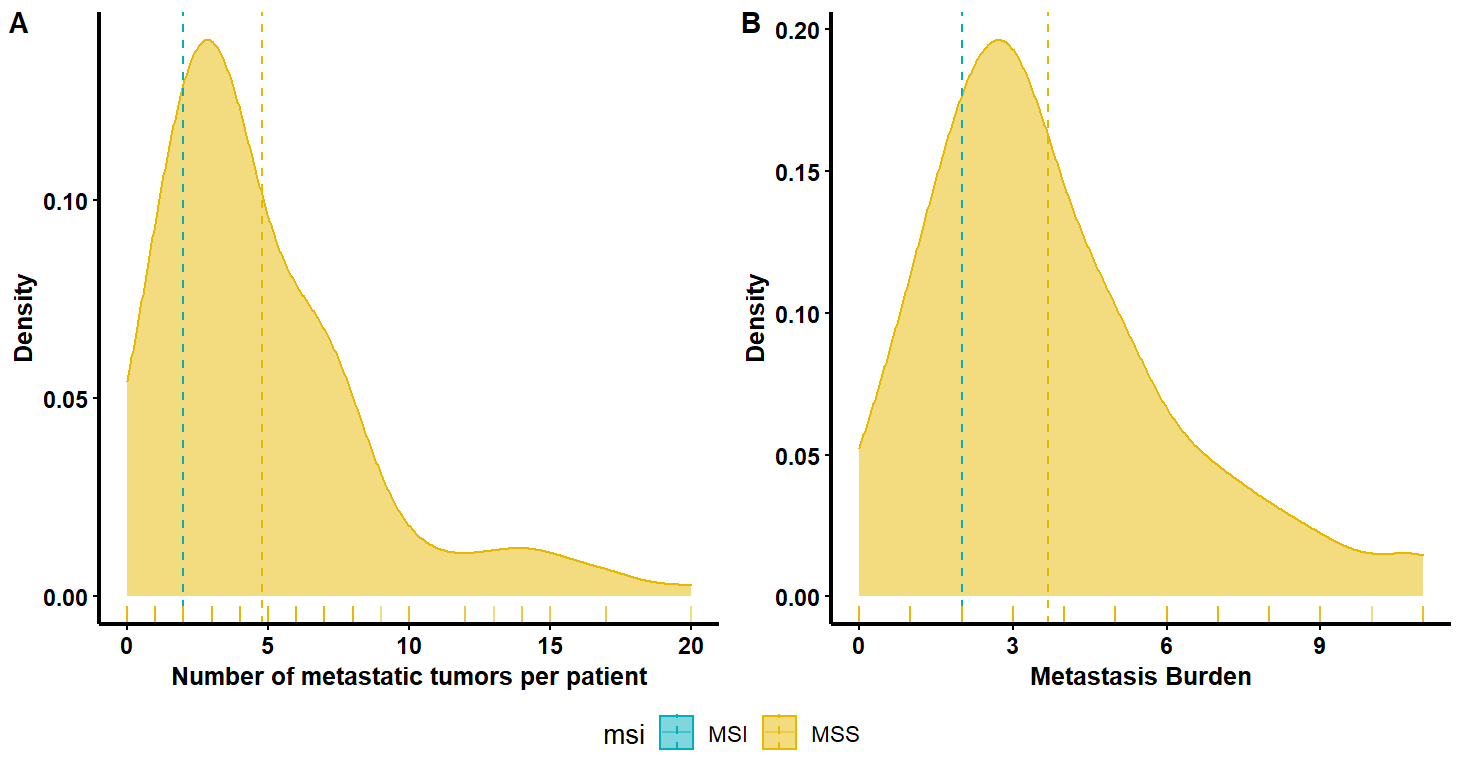 A
Density
0.10
0.05
0.00
0 5 10 15 20
Number of metastatic tumors per patient
B
Density
0.20
0.15
0.10
0.05
0.00
0 3 6 9
Metastasis Burden
msi MSI MSS